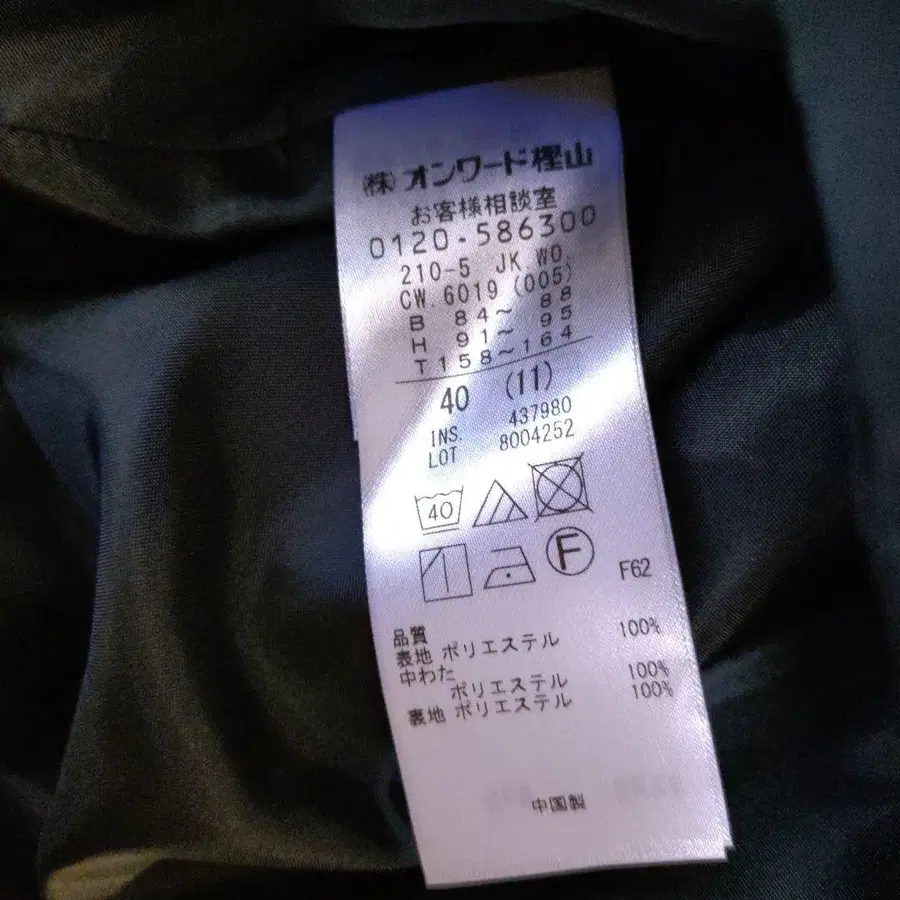 (株)オンワード樫山
お客様相談室
0120-586300
210-5 JK WD.
CW.6019 (005)
B 84~ 88
H 91~ 95
T158~164
40 (11)
INS. 437980
LOT 8004252
40
F
F62
品質
表地 ポリエステル 100%
中わた
ポリエステル 100%
裏地 ポリエステル 100%
中国製